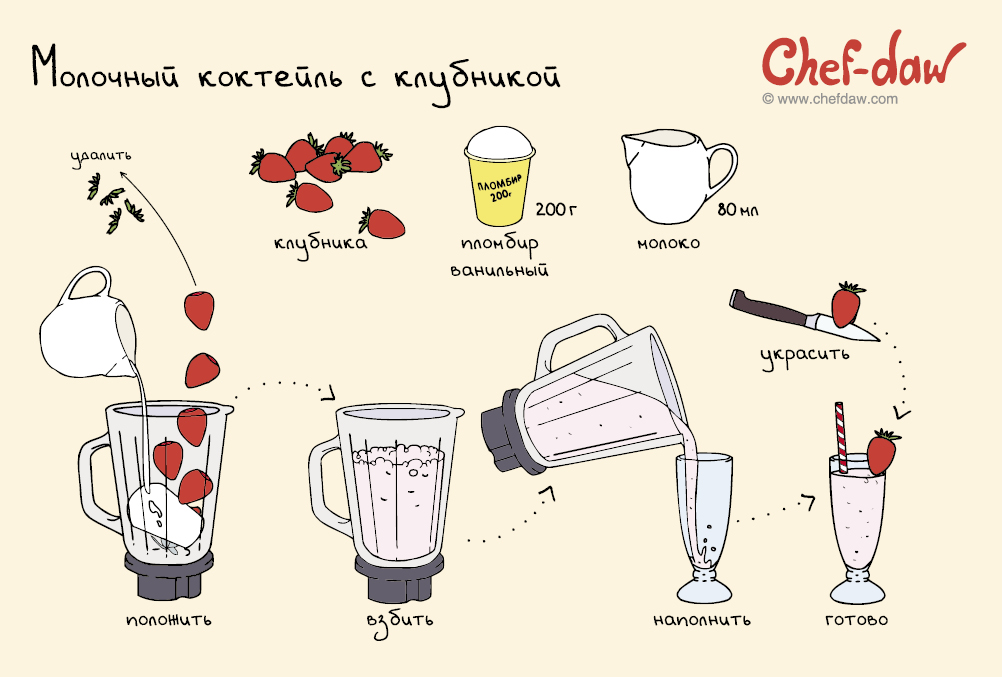 Молочный коктейль с клубникой
Chef-daw
© www.chefdaw.com
удалить
клубника
ПЛОМБИР
200г
200 г
пломбир
ванильный
80 мл
молоко
украсить
положить
взбить
наполнить
готово